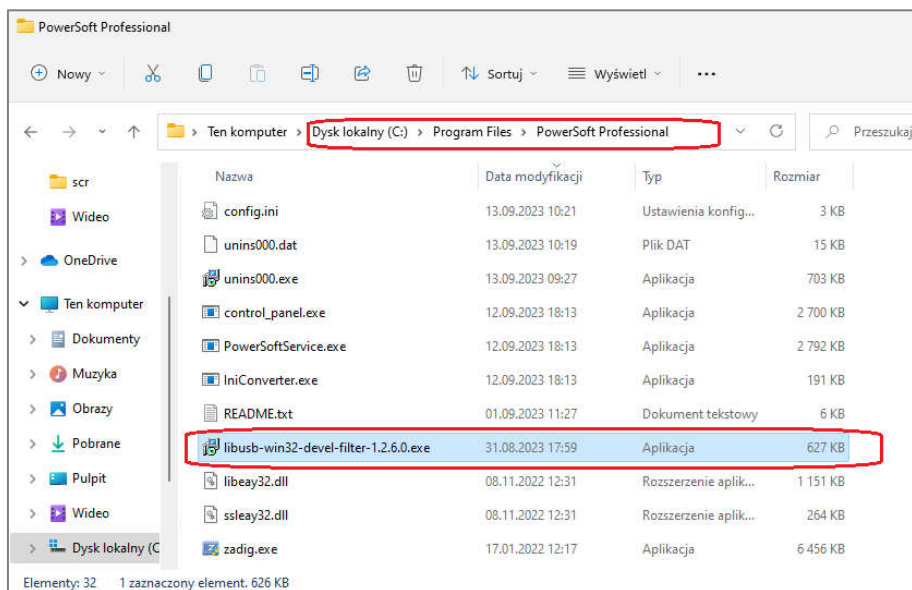 PowerSoft Professional
Nowy Sortuj Wyświetl ...
Ten komputer > Dysk lokalny (C:) > Program Files > PowerSoft Professional Przeszukaj
Nazwa Data modyfikacji Typ Rozmiar
scr
Wideo
OneDrive
Ten komputer
Dokumenty
Muzyka
Obrazy
Pobrane
Pulpit
Wideo
Dysk lokalny (C
config.ini 13.09.2023 10:21 Ustawienia konfig... 3 KB
unins000.dat 13.09.2023 10:19 Plik DAT 15 KB
unins000.exe 13.09.2023 09:27 Aplikacja 703 KB
control_panel.exe 12.09.2023 18:13 Aplikacja 2 700 KB
PowerSoftService.exe 12.09.2023 18:13 Aplikacja 2 792 KB
IniConverter.exe 12.09.2023 18:13 Aplikacja 191 KB
README.txt 01.09.2023 11:27 Dokument tekstowy 6 KB
libusb-win32-devel-filter-1.2.6.0.exe 31.08.2023 17:59 Aplikacja 627 KB
libeay32.dll 08.11.2022 12:31 Rozszerzenie aplik... 1 151 KB
ssleay32.dll 08.11.2022 12:31 Rozszerzenie aplik... 264 KB
zadig.exe 17.01.2022 12:17 Aplikacja 6 456 KB
Elementy: 32 1 zaznaczony element. 626 KB